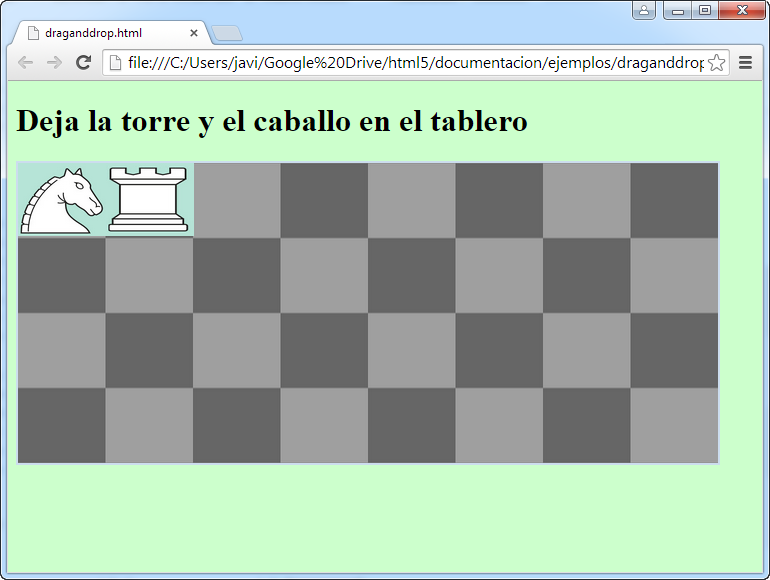 draganddrop.html
file:///C:/Users/javi/Google%20Drive/html5/documentacion/ejemplos/draganddrop
Deja la torre y el caballo en el tablero